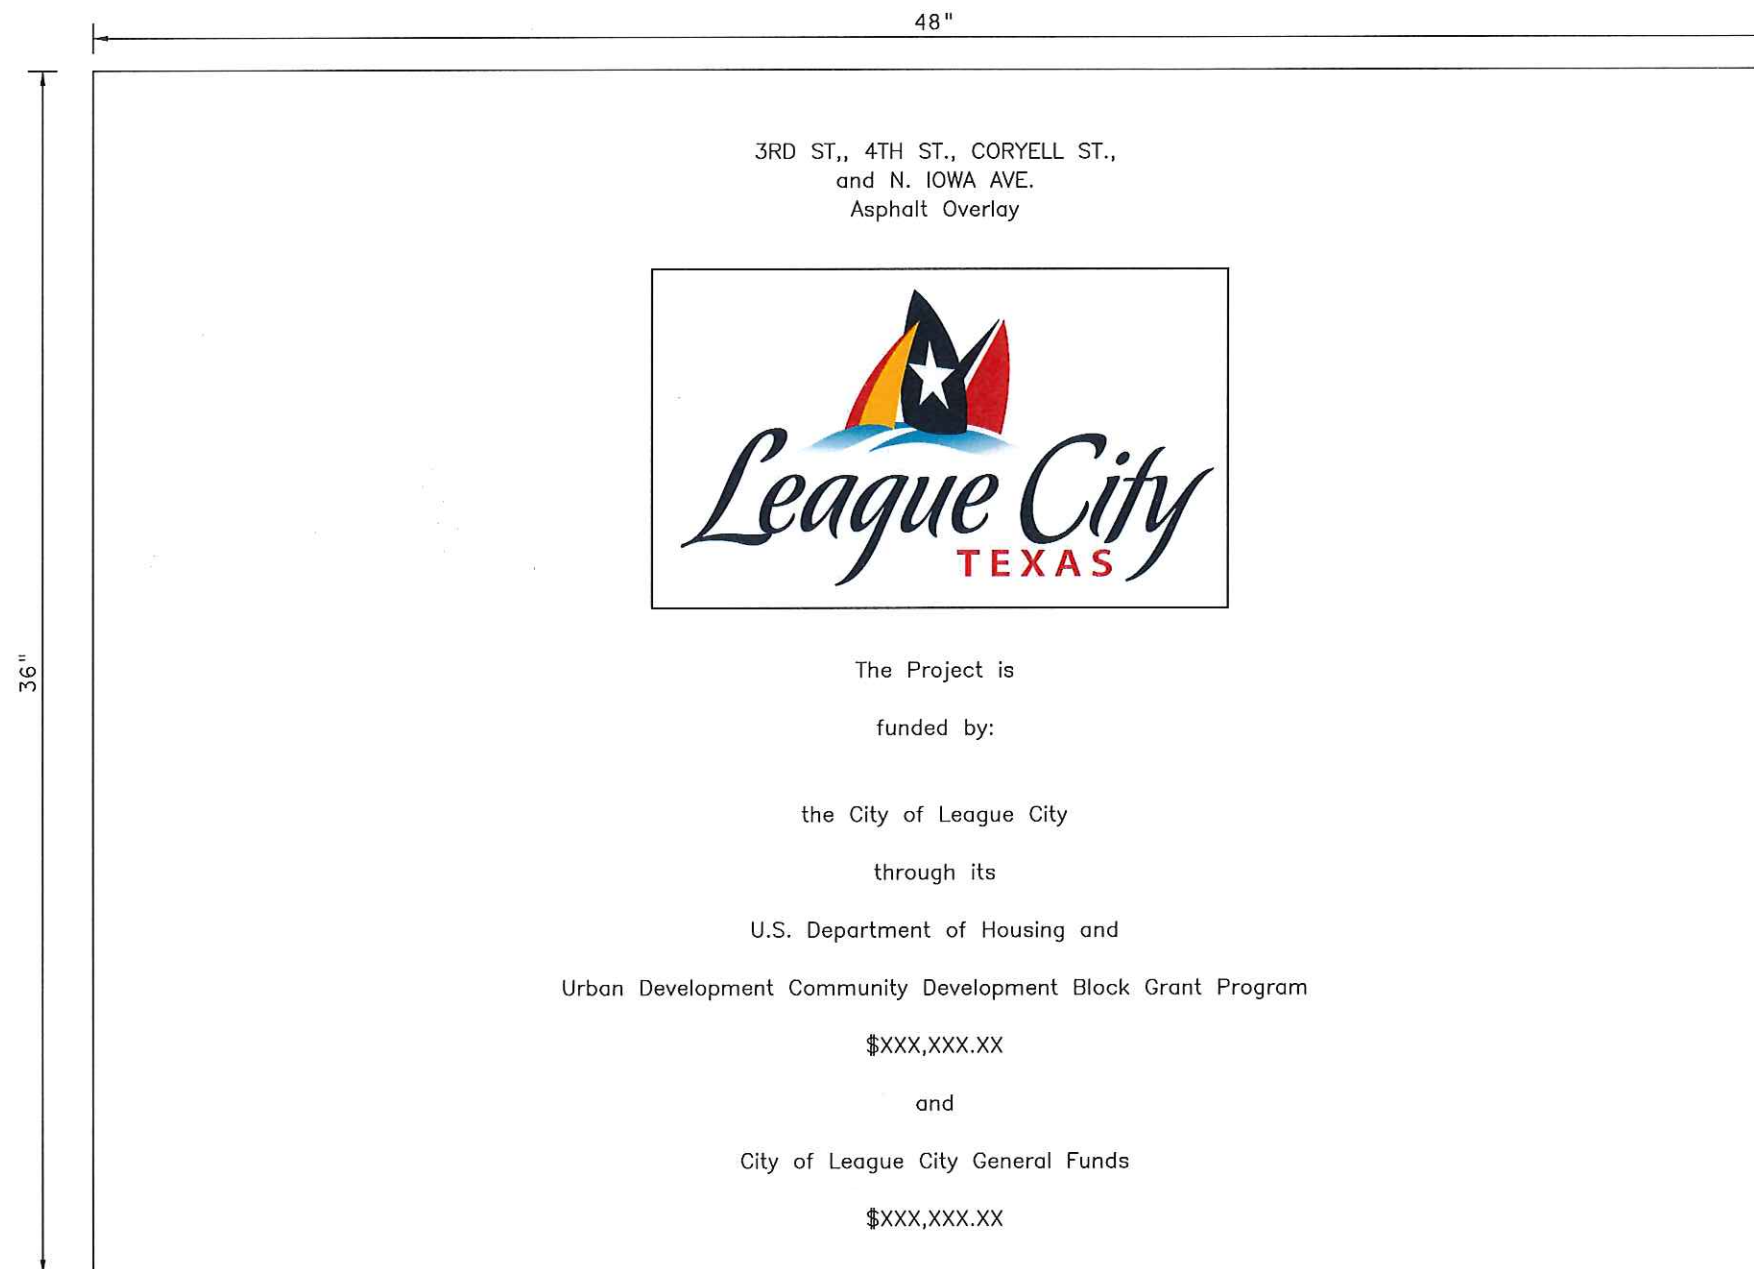 48"
3RD ST,, 4TH ST., CORYELL ST.,
and N. IOWA AVE.
Asphalt Overlay
League City
TEXAS
36"
The Project is
funded by:
the City of League City
through its
U.S. Department of Housing and
Urban Development Community Development Block Grant Program
$XXX,XXX.XX
and
City of League City General Funds
$XXX,XXX.XX